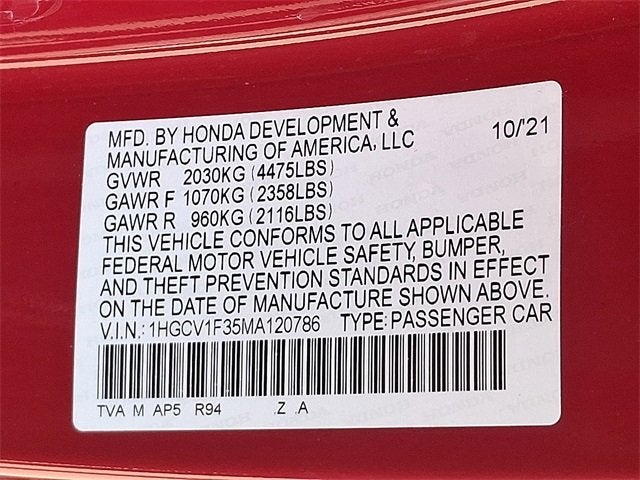 MFD. BY HONDA DEVELOPMENT &
MANUFACTURING OF AMERICA, LLC 10/'21
GVWR 2030KG (4475LBS)
GAWR F 1070KG (2358LBS)
GAWR R 960KG (2116LBS)
THIS VEHICLE CONFORMS TO ALL APPLICABLE
FEDERAL MOTOR VEHICLE SAFETY, BUMPER,
AND THEFT PREVENTION STANDARDS IN EFFECT
ON THE DATE OF MANUFACTURE SHOWN ABOVE.
V.I.N.: 1HGCV1F35MA120786 TYPE: PASSENGER CAR
TVA M AP5 R94 .Z .A